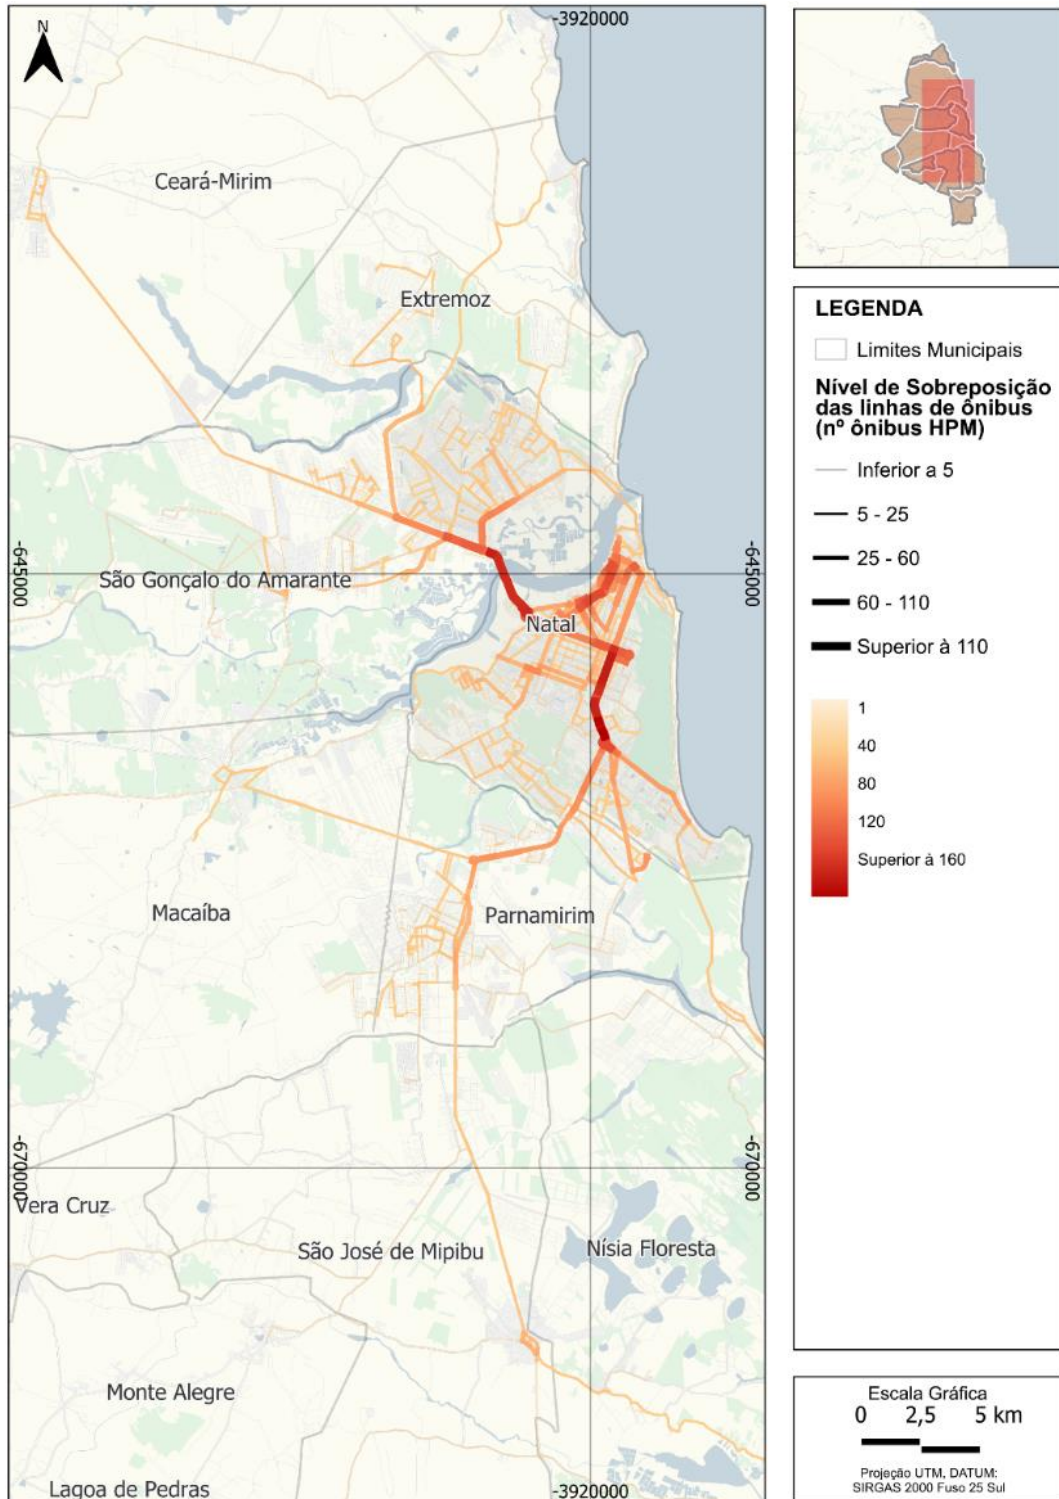 N
-3920000
Ceará-Mirim
Extremoz
-645000
-645000
São Gonçalo do Amarante
Natal
Macaíba
Parnamirim
-670000
-670000
Vera Cruz
São José de Mipibu
Nísia Floresta
Monte Alegre
Lagoa de Pedras
-3920000
LEGENDA
Limites Municipais
Nível de Sobreposição
das linhas de ônibus
(nº ônibus HPM)
Inferior a 5
5 - 25
25 - 60
60 - 110
Superior à 110
1
40
80
120
Superior à 160
Escala Gráfica
0 2,5 5 km
Projeção UTM, DATUM:
SIRGAS 2000 Fuso 25 Sul